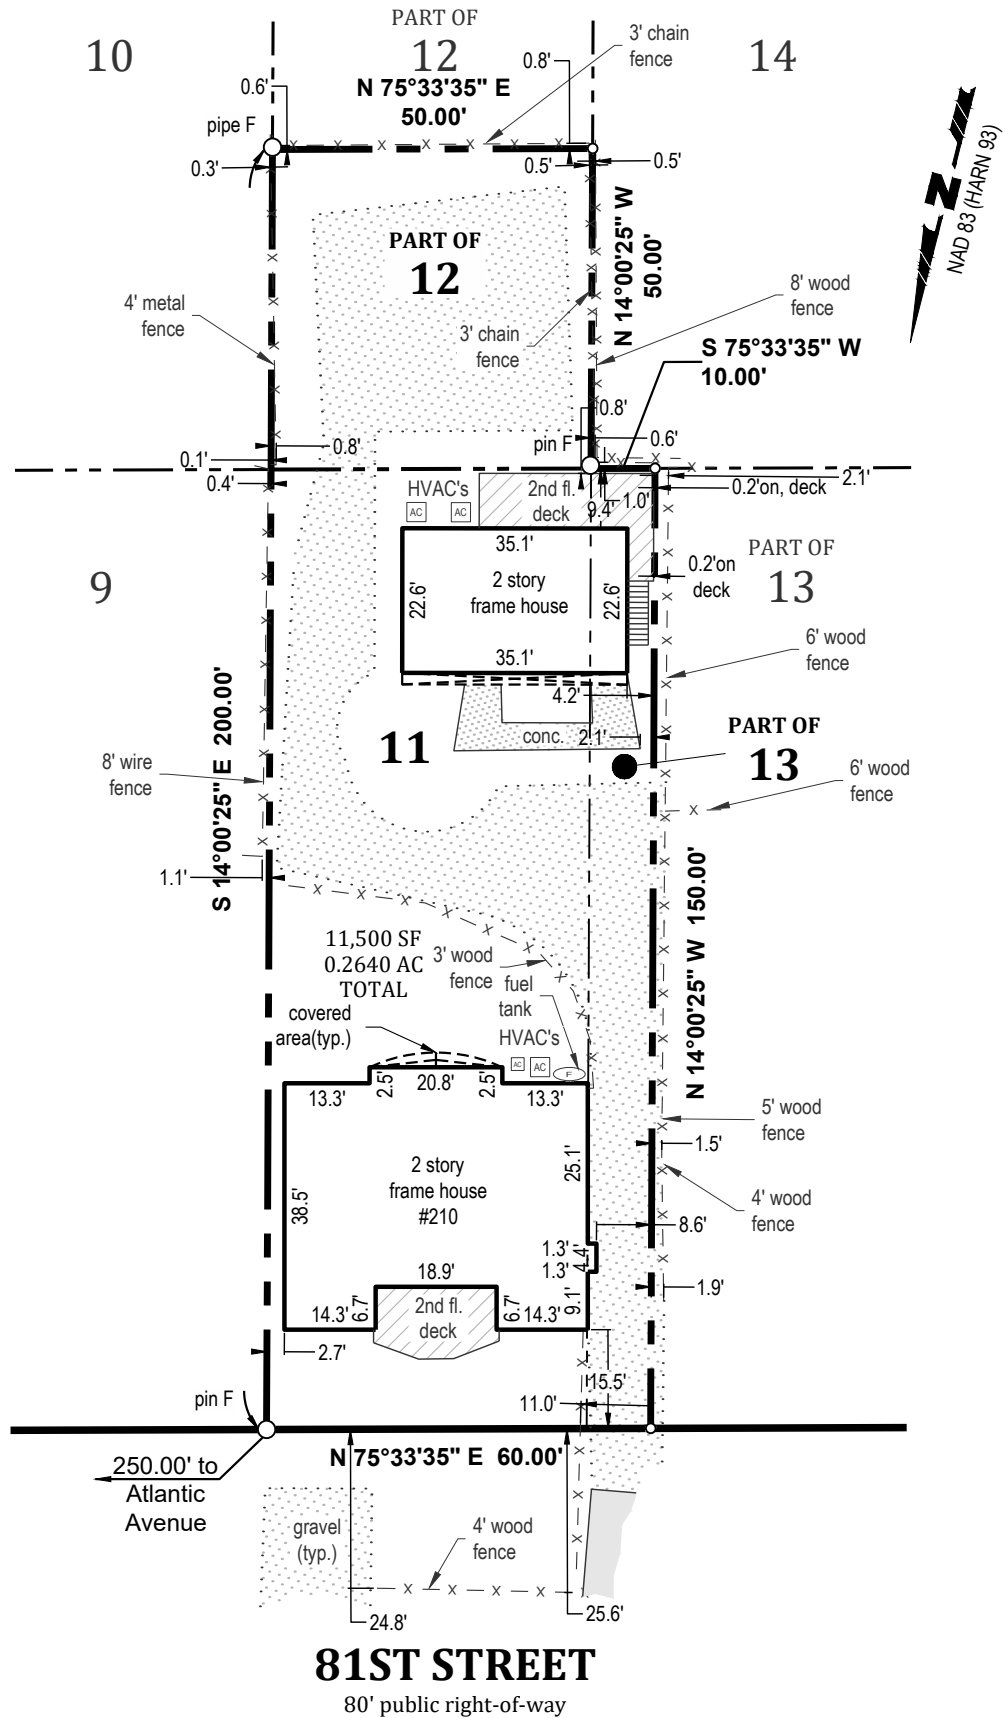 10
PART OF
12
14
3' chain
fence
0.8'
0.6'
N 75°33'35" E
50.00'
pipe F
0.3'
0.5'
0.5'
N
NAD 83 (HARN 93)
PART OF
12
N 14°00'25" W
50.00'
4' metal
fence
3' chain
fence
8' wood
fence
S 75°33'35" W
10.00'
0.8'
pin F
0.6'
0.8'
0.1'
0.4'
2.1'
0.2'on, deck
HVAC's
AC
AC
2nd fl.
deck
9.4'
1.0'
35.1'
2 story
frame house
22.6'
22.6'
35.1'
0.2'on
deck
9
PART OF
13
6' wood
fence
4.2'
conc.
2.1'
11
PART OF
13
6' wood
fence
8' wire
fence
S 14°00'25" E 200.00'
1.1'
N 14°00'25" W 150.00'
11,500 SF
0.2640 AC
TOTAL
3' wood
fence
fuel
tank
covered
area(typ.)
HVAC's
AC
AC
F
20.8'
2.5'
2.5'
13.3'
13.3'
25.1'
38.5'
2 story
frame house
#210
5' wood
fence
1.5'
4' wood
fence
8.6'
1.3'
1.3'
4.4'
9.1'
18.9'
2nd fl.
deck
6.7'
6.7'
14.3'
14.3'
1.9'
2.7'
15.5'
11.0'
pin F
N 75°33'35" E 60.00'
250.00' to
Atlantic
Avenue
gravel
(typ.)
4' wood
fence
24.8'
25.6'
81ST STREET
80' public right-of-way